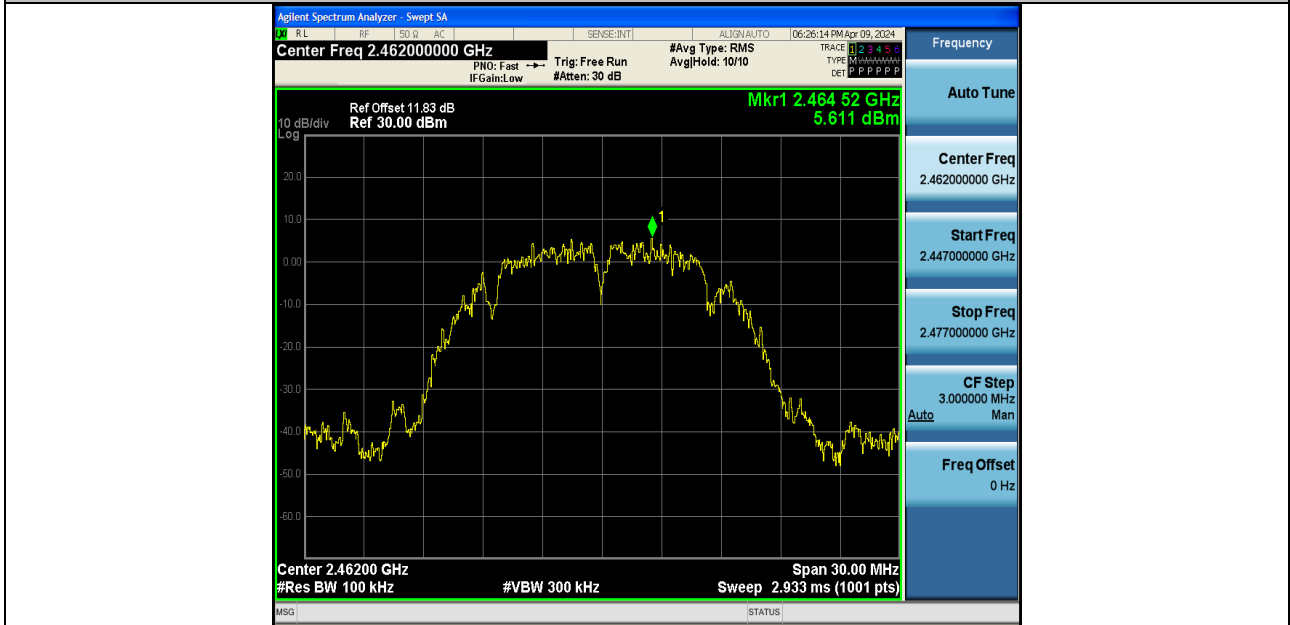 Agilent Spectrum Analyzer - Swept SA
LXI RL RF 50 Ω AC SENSE:INT ALIGN AUTO 06:26:14 PM Apr 09, 2024
Center Freq 2.462000000 GHz
PNO: Fast
IFGain:Low
Trig: Free Run
#Atten: 30 dB
#Avg Type: RMS
Avg|Hold: 10/10
TRACE 1 2 3 4 5 6
TYPE M W W W W W
DET P P P P P P
Ref Offset 11.83 dB
10 dB/div Ref 30.00 dBm
Log
Mkr1 2.464 52 GHz
5.611 dBm
20.0
10.0
0.00
-10.0
-20.0
-30.0
-40.0
-50.0
-60.0
1
Center 2.46200 GHz
Span 30.00 MHz
#Res BW 100 kHz
#VBW 300 kHz
Sweep 2.933 ms (1001 pts)
MSG
STATUS
Frequency
Auto Tune
Center Freq
2.462000000 GHz
Start Freq
2.447000000 GHz
Stop Freq
2.477000000 GHz
CF Step
3.000000 MHz
Auto Man
Freq Offset
0 Hz